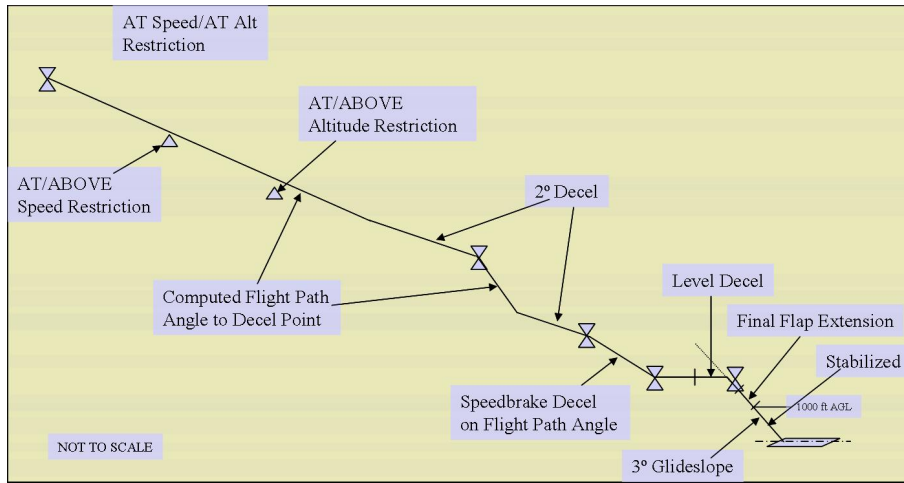 AT Speed/AT Alt
Restriction
AT/ABOVE
Altitude Restriction
AT/ABOVE
Speed Restriction
2º Decel
Computed Flight Path
Angle to Decel Point
Level Decel
Final Flap Extension
Stabilized
1000 ft AGL
Speedbrake Decel
on Flight Path Angle
3º Glideslope
NOT TO SCALE